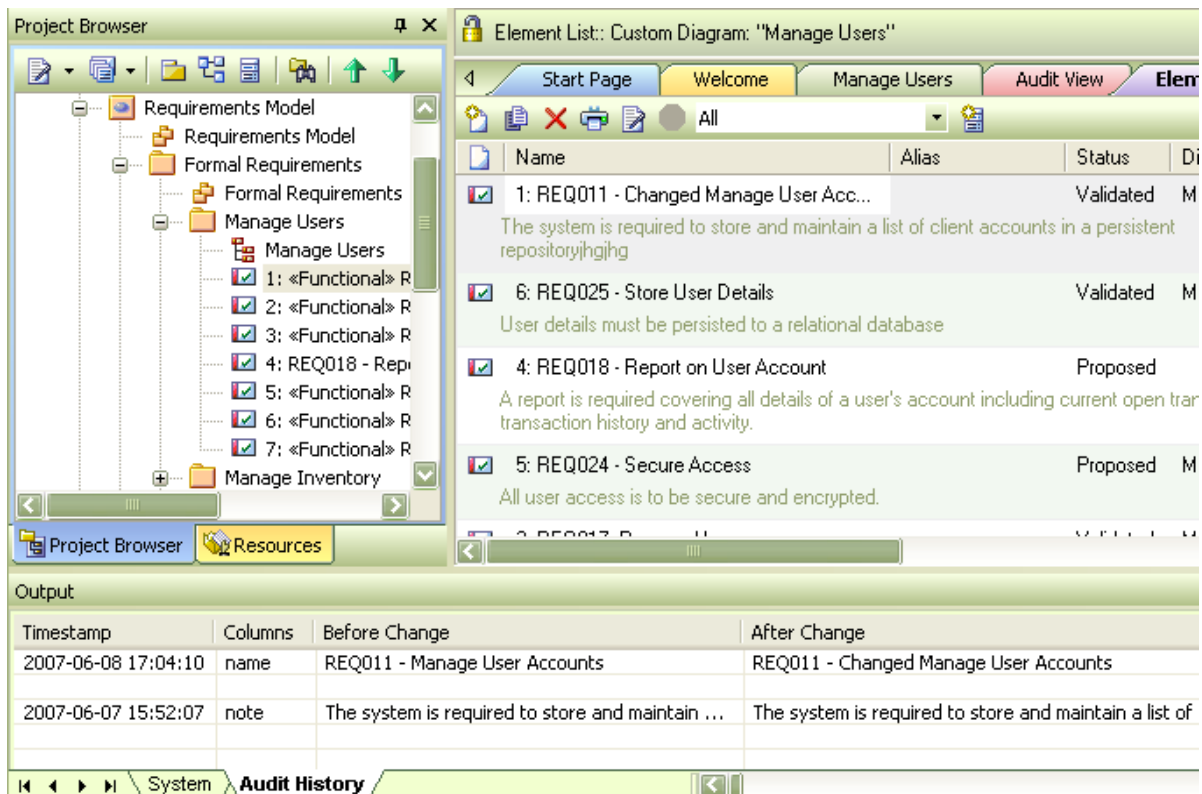 Project Browser
Requirements Model
Requirements Model
Formal Requirements
Formal Requirements
Manage Users
Manage Users
1: «Functional» R
2: «Functional» R
3: «Functional» R
4: REQ018 - Rep
5: «Functional» R
6: «Functional» R
7: «Functional» R
Manage Inventory
Project Browser Resources
Element List:: Custom Diagram: "Manage Users"
Start Page Welcome Manage Users Audit View Elem
All
Name Alias Status Di
1: REQ011 - Changed Manage User Acc... Validated M
The system is required to store and maintain a list of client accounts in a persistent
repositoryjhgjhg
6: REQ025 - Store User Details Validated M
User details must be persisted to a relational database
4: REQ018 - Report on User Account Proposed
A report is required covering all details of a user's account including current open tran
transaction history and activity.
5: REQ024 - Secure Access Proposed M
All user access is to be secure and encrypted.
Output
Timestamp Columns Before Change After Change
2007-06-08 17:04:10 name REQ011 - Manage User Accounts REQ011 - Changed Manage User Accounts
2007-06-07 15:52:07 note The system is required to store and maintain ... The system is required to store and maintain a list of
System Audit History